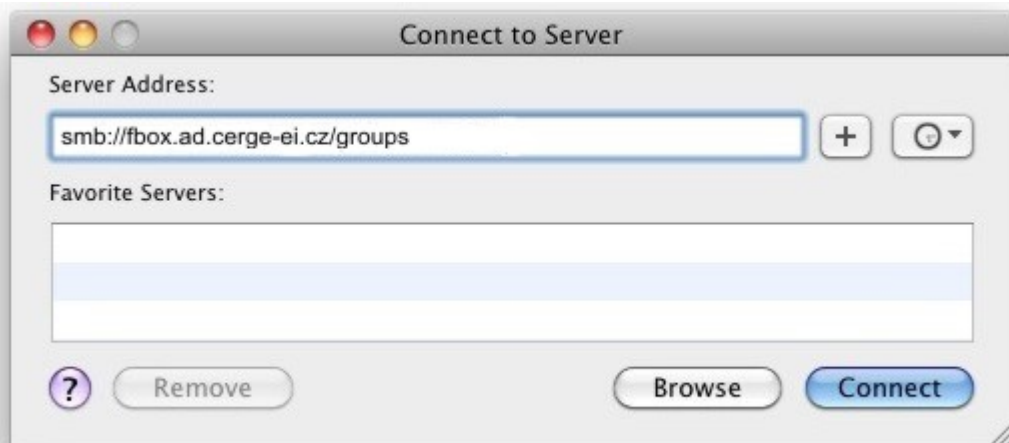 Connect to Server
Server Address:
smb://fbox.ad.cerge-ei.cz/groups
+
Favorite Servers:
? Remove Browse Connect